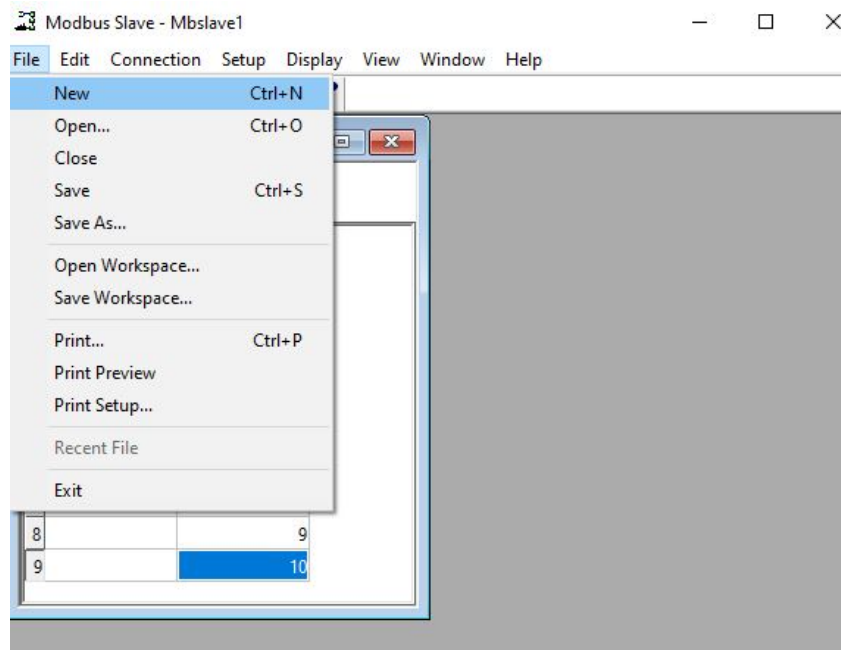 Modbus Slave - Mbslave1
File Edit Connection Setup Display View Window Help
New Ctrl+N
Open... Ctrl+O
Close
Save Ctrl+S
Save As...
Open Workspace...
Save Workspace...
Print... Ctrl+P
Print Preview
Print Setup...
Recent File
Exit
8 9
9 10